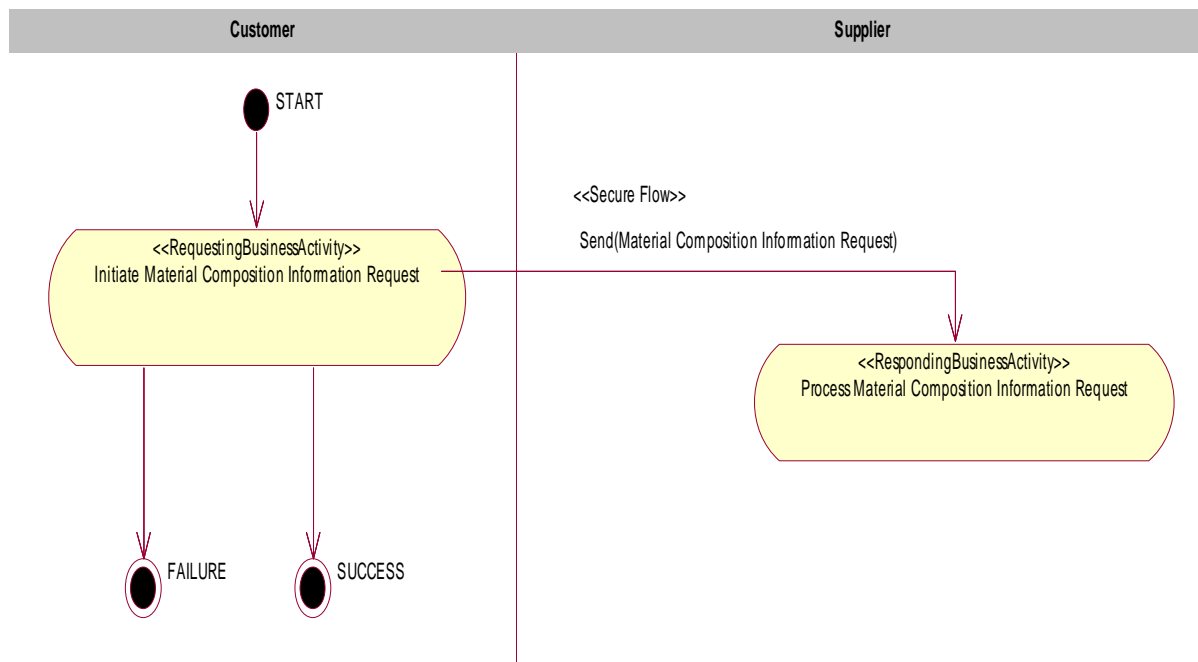 Customer
Supplier
START
<<Secure Flow>>
Send(Material Composition Information Request)
<<RequestingBusinessActivity>>
Initiate Material Composition Information Request
<<RespondingBusinessActivity>>
Process Material Composition Information Request
FAILURE
SUCCESS